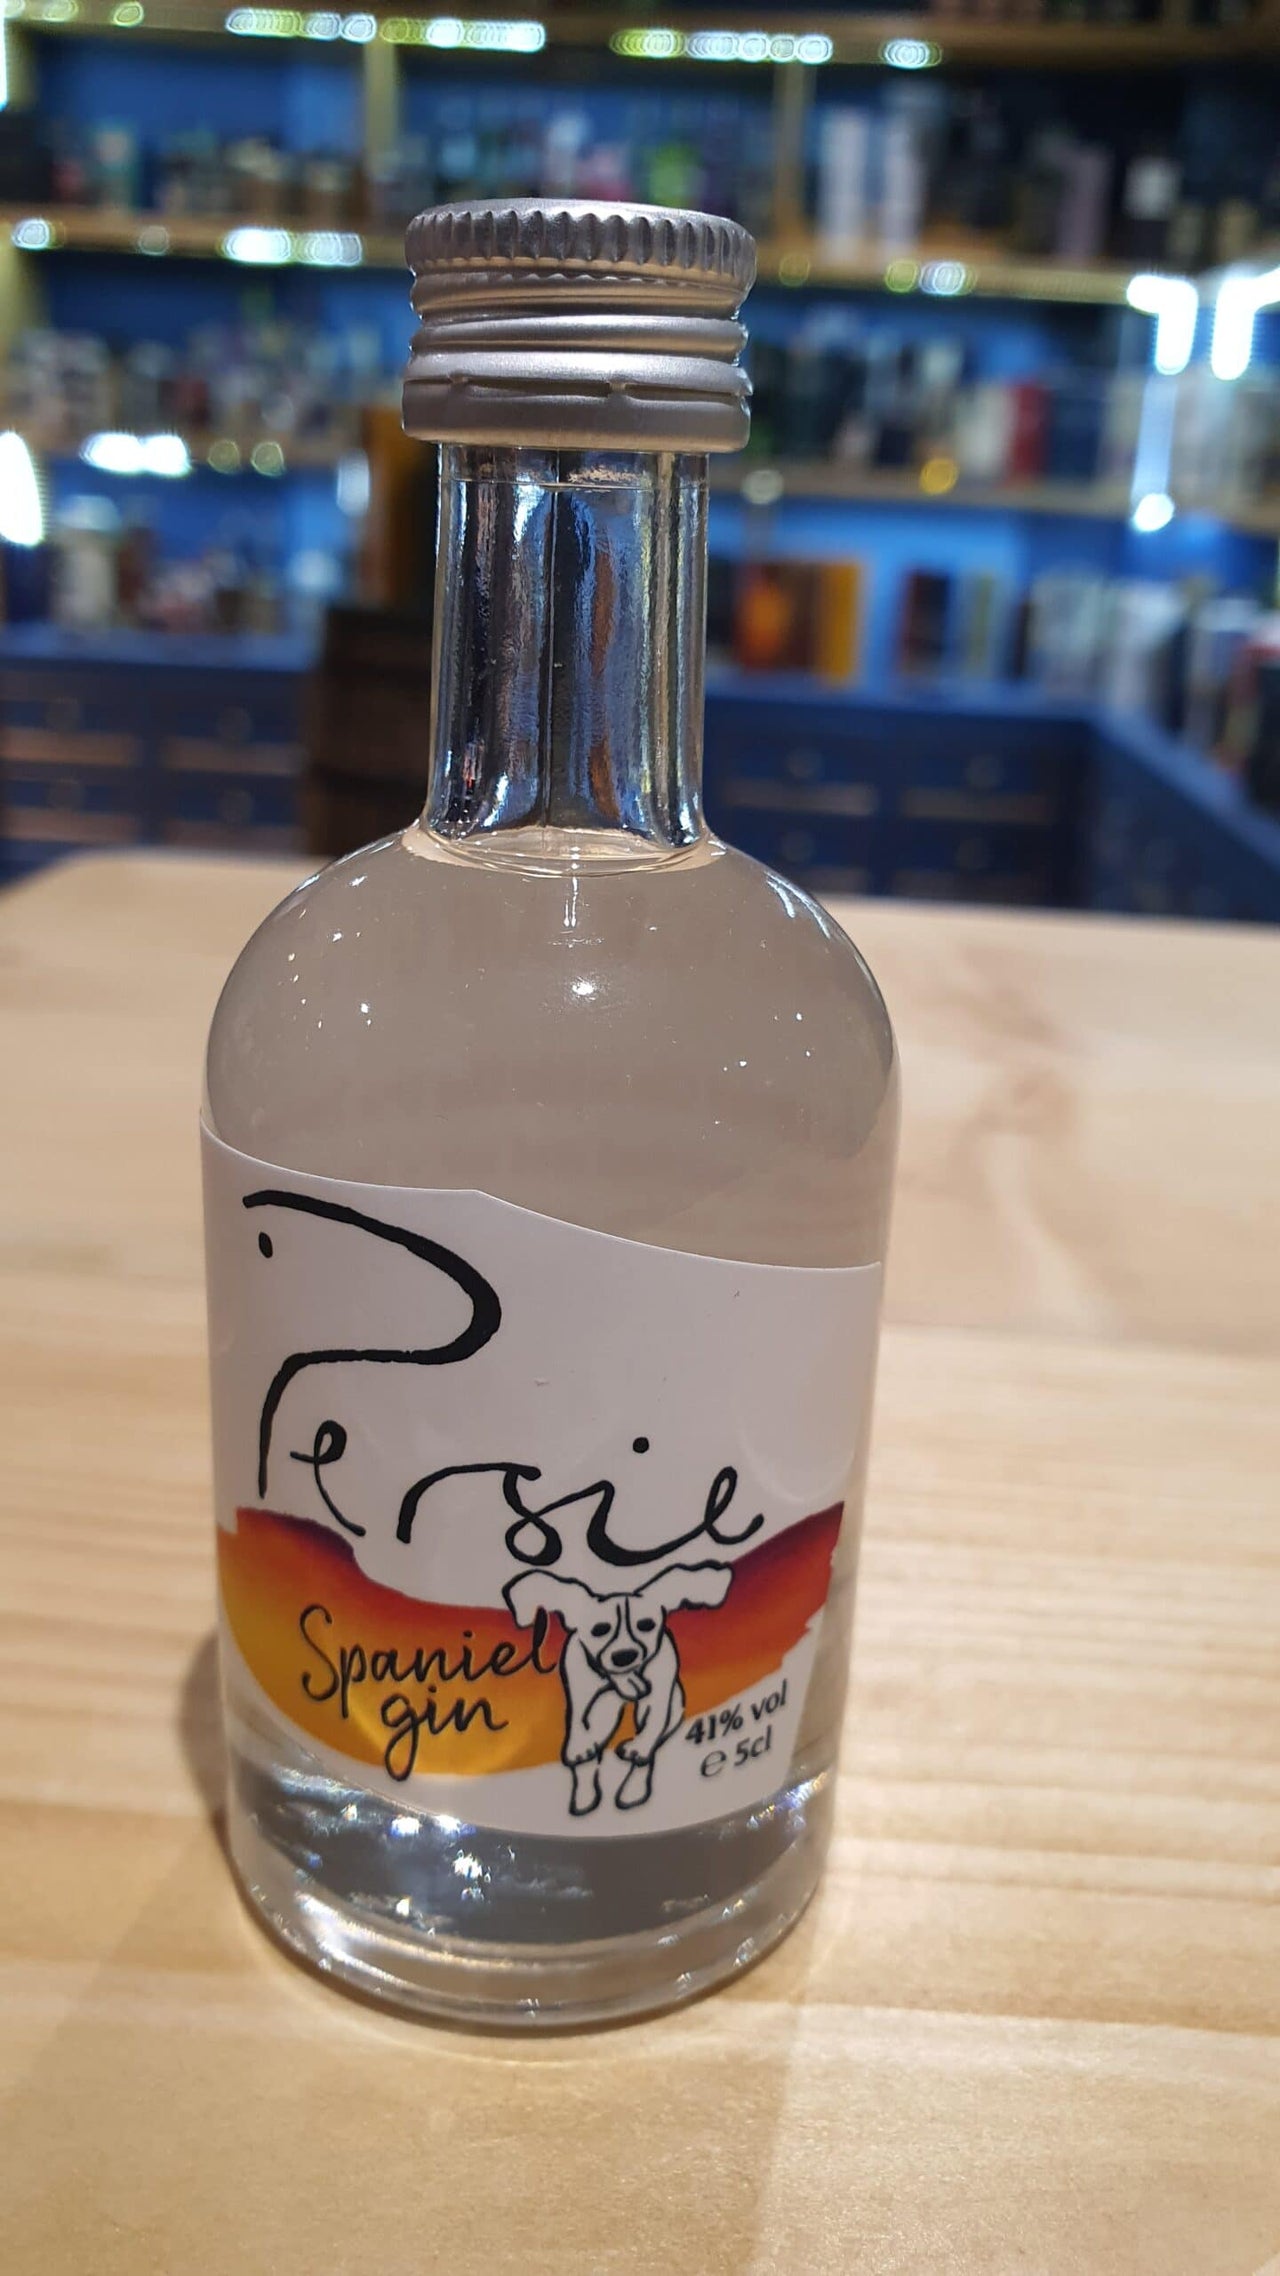 Persie
Spaniel
gin
41% vol
℮ 5cl